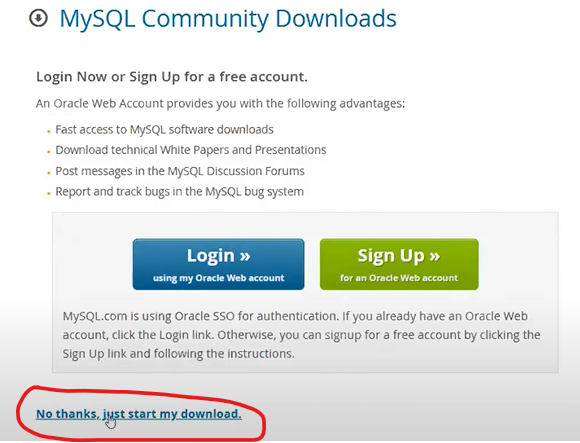 MySQL Community Downloads
Login Now or Sign Up for a free account.
An Oracle Web Account provides you with the following advantages:
Fast access to MySQL software downloads
Download technical White Papers and Presentations
Post messages in the MySQL Discussion Forums
Report and track bugs in the MySQL bug system
Login »
using my Oracle Web account
Sign Up »
for an Oracle Web account
MySQL.com is using Oracle SSO for authentication. If you already have an Oracle Web
account, click the Login link. Otherwise, you can signup for a free account by clicking the
Sign Up link and following the instructions.
No thanks, just start my download.